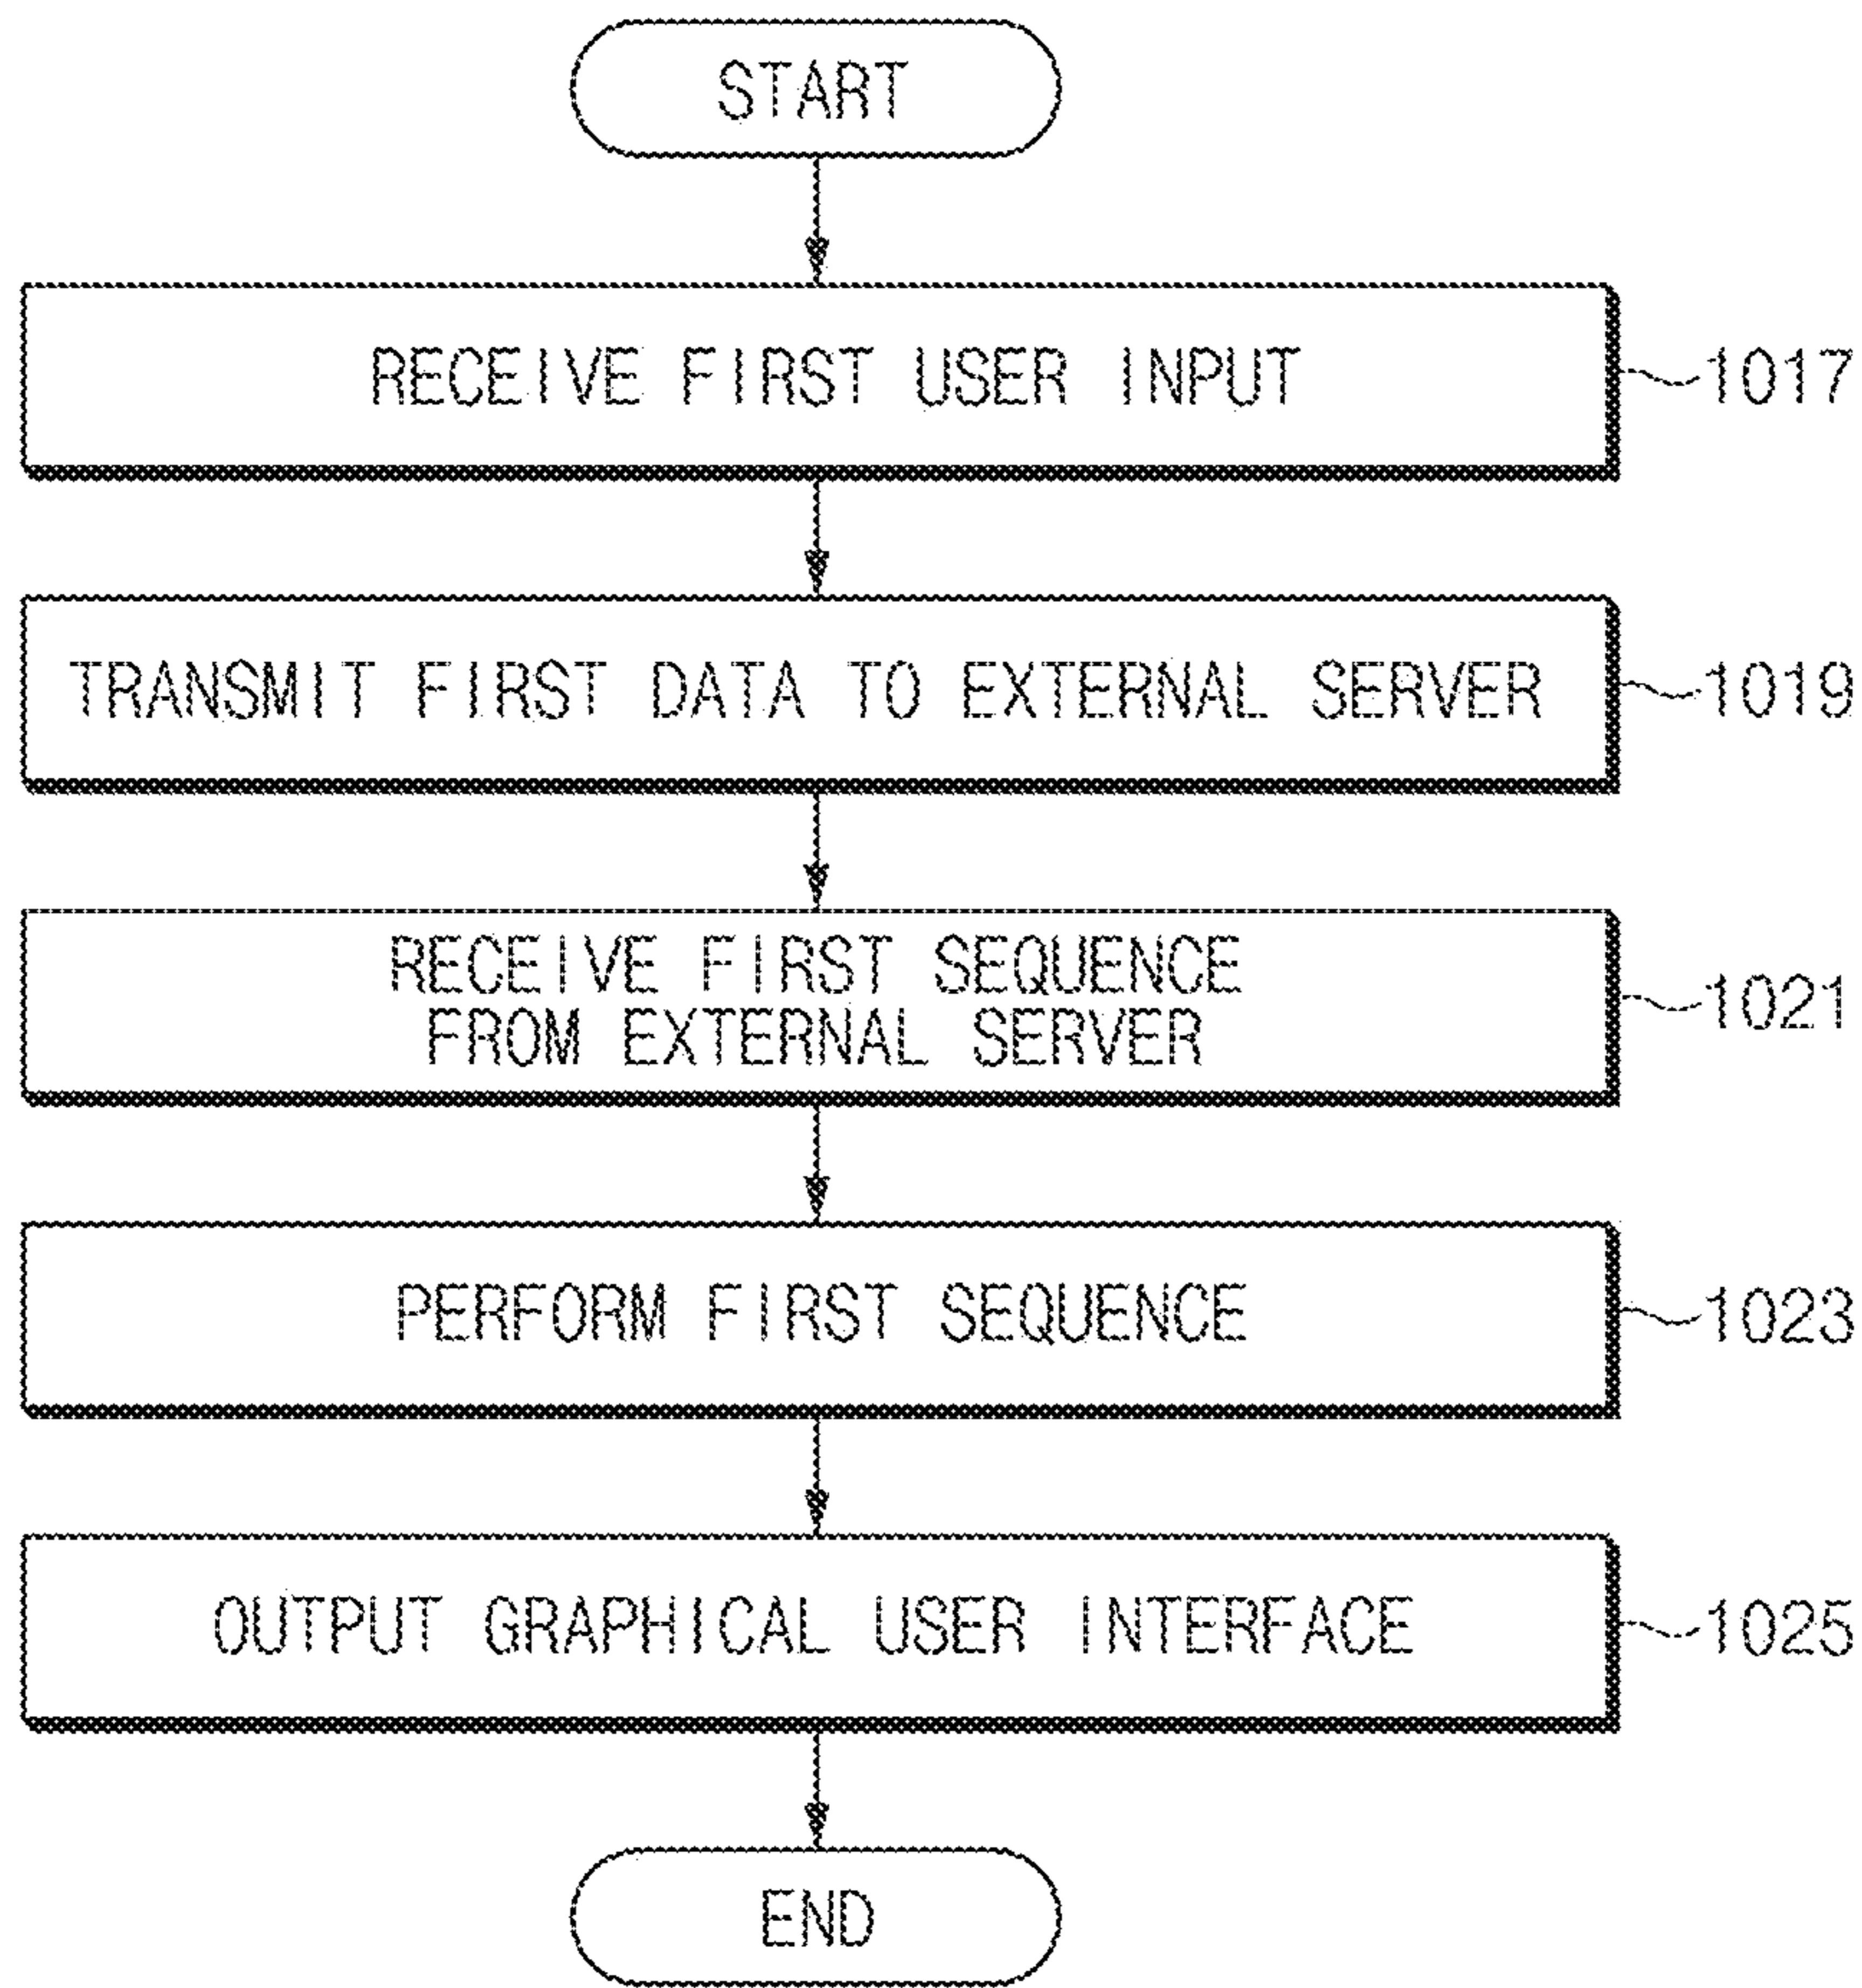 START
RECEIVE FIRST USER INPUT
1017
TRANSMIT FIRST DATA TO EXTERNAL SERVER
1019
RECEIVE FIRST SEQUENCE
FROM EXTERNAL SERVER
1021
PERFORM FIRST SEQUENCE
1023
OUTPUT GRAPHICAL USER INTERFACE
1025
END